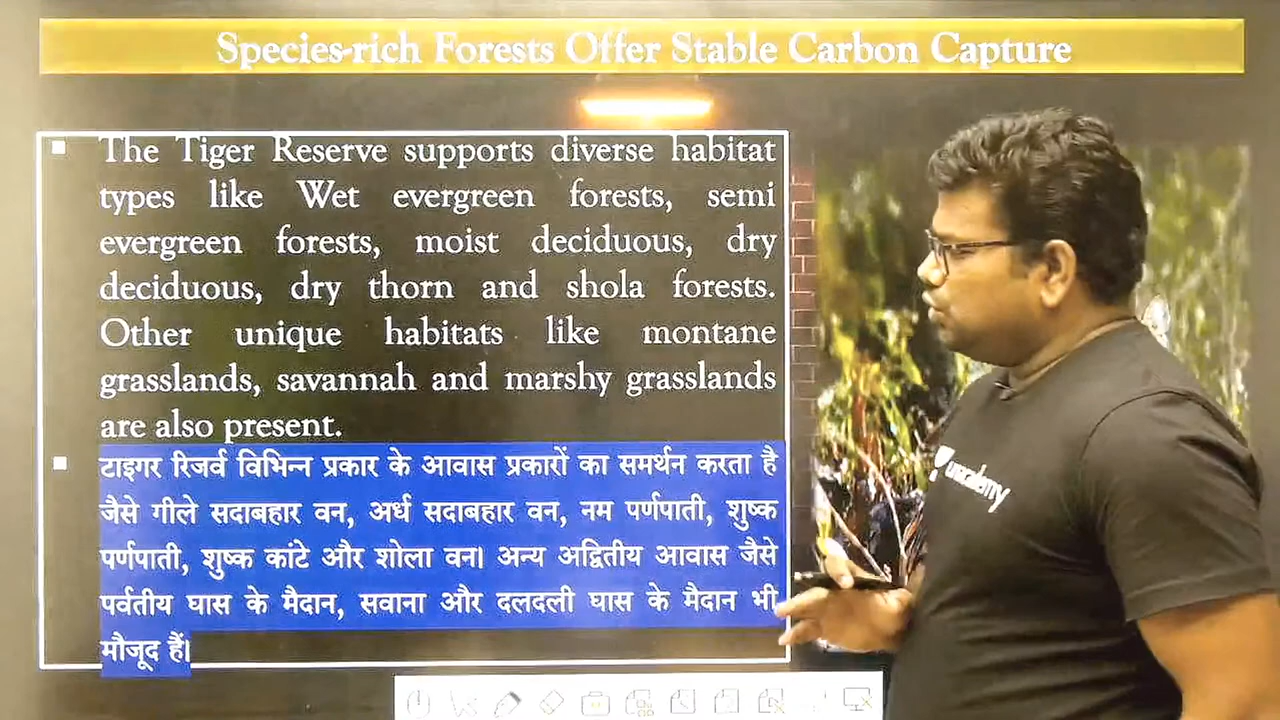 Species-rich Forests Offer Stable Carbon Capture
The Tiger Reserve supports diverse habitat
types like Wet evergreen forests, semi
evergreen forests, moist deciduous, dry
deciduous, dry thorn and shola forests.
Other unique habitats like montane
grasslands, savannah and marshy grasslands
are also present.
टाइगर रिजर्व विभिन्न प्रकार के आवास प्रकारों का समर्थन करता है
जैसे गीले सदाबहार वन, अर्ध सदाबहार वन, नम पर्णपाती, शुष्क
पर्णपाती, शुष्क कांटे और शोला वन। अन्य अद्वितीय आवास जैसे
पर्वतीय घास के मैदान, सवाना और दलदली घास के मैदान भी
मौजूद हैं।
unacademy